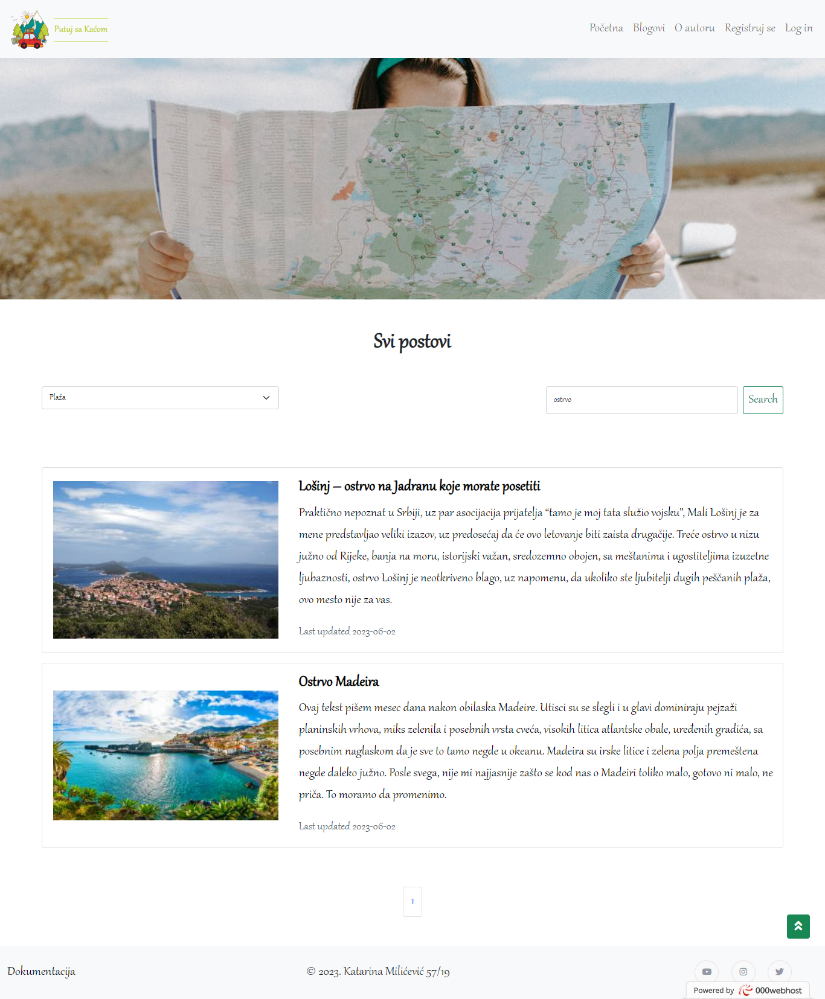 Putuj sa Kaćom
Početna Blogovi O autoru Registruj se Log in
Svi postovi
Plaža
ostrvo
Search
Lošinj – ostrvo na Jadranu koje morate posetiti
Praktično nepoznat u Srbiji, uz par asocijacija prijatelja “tamo je moj tata služio vojsku”, Mali Lošinj je za
mene predstavljao veliki izazov, uz predosećaj da će ovo letovanje biti zaista drugačije. Treće ostrvo u nizu
južno od Rijeke, banja na moru, istorijski važan, sredozemno obojen, sa meštanima i ugostiteljima izuzetne
ljubaznosti, ostrvo Lošinj je neotkriveno blago, uz napomenu, da ukoliko ste ljubitelji dugih peščanih plaža,
ovo mesto nije za vas.
Last updated 2023-06-02
Ostrvo Madeira
Ovaj tekst pišem mesec dana nakon obilaska Madeire. Utisci su se slegli i u glavi dominiraju pejzaži
planinskih vrhova, miks zelenila i posebnih vrsta cveća, visokih litica atlantske obale, uređenih gradića, sa
posebnim naglaskom da je sve to tamo negde u okeanu. Madeira su irske litice i zelena polja premeštena
negde daleko južno. Posle svega, nije mi najjasnije zašto se kod nas o Madeiri toliko malo, gotovo ni malo, ne
priča. To moramo da promenimo.
Last updated 2023-06-02
1
Dokumentacija
© 2023. Katarina Milićević 57/19
Powered by 000webhost